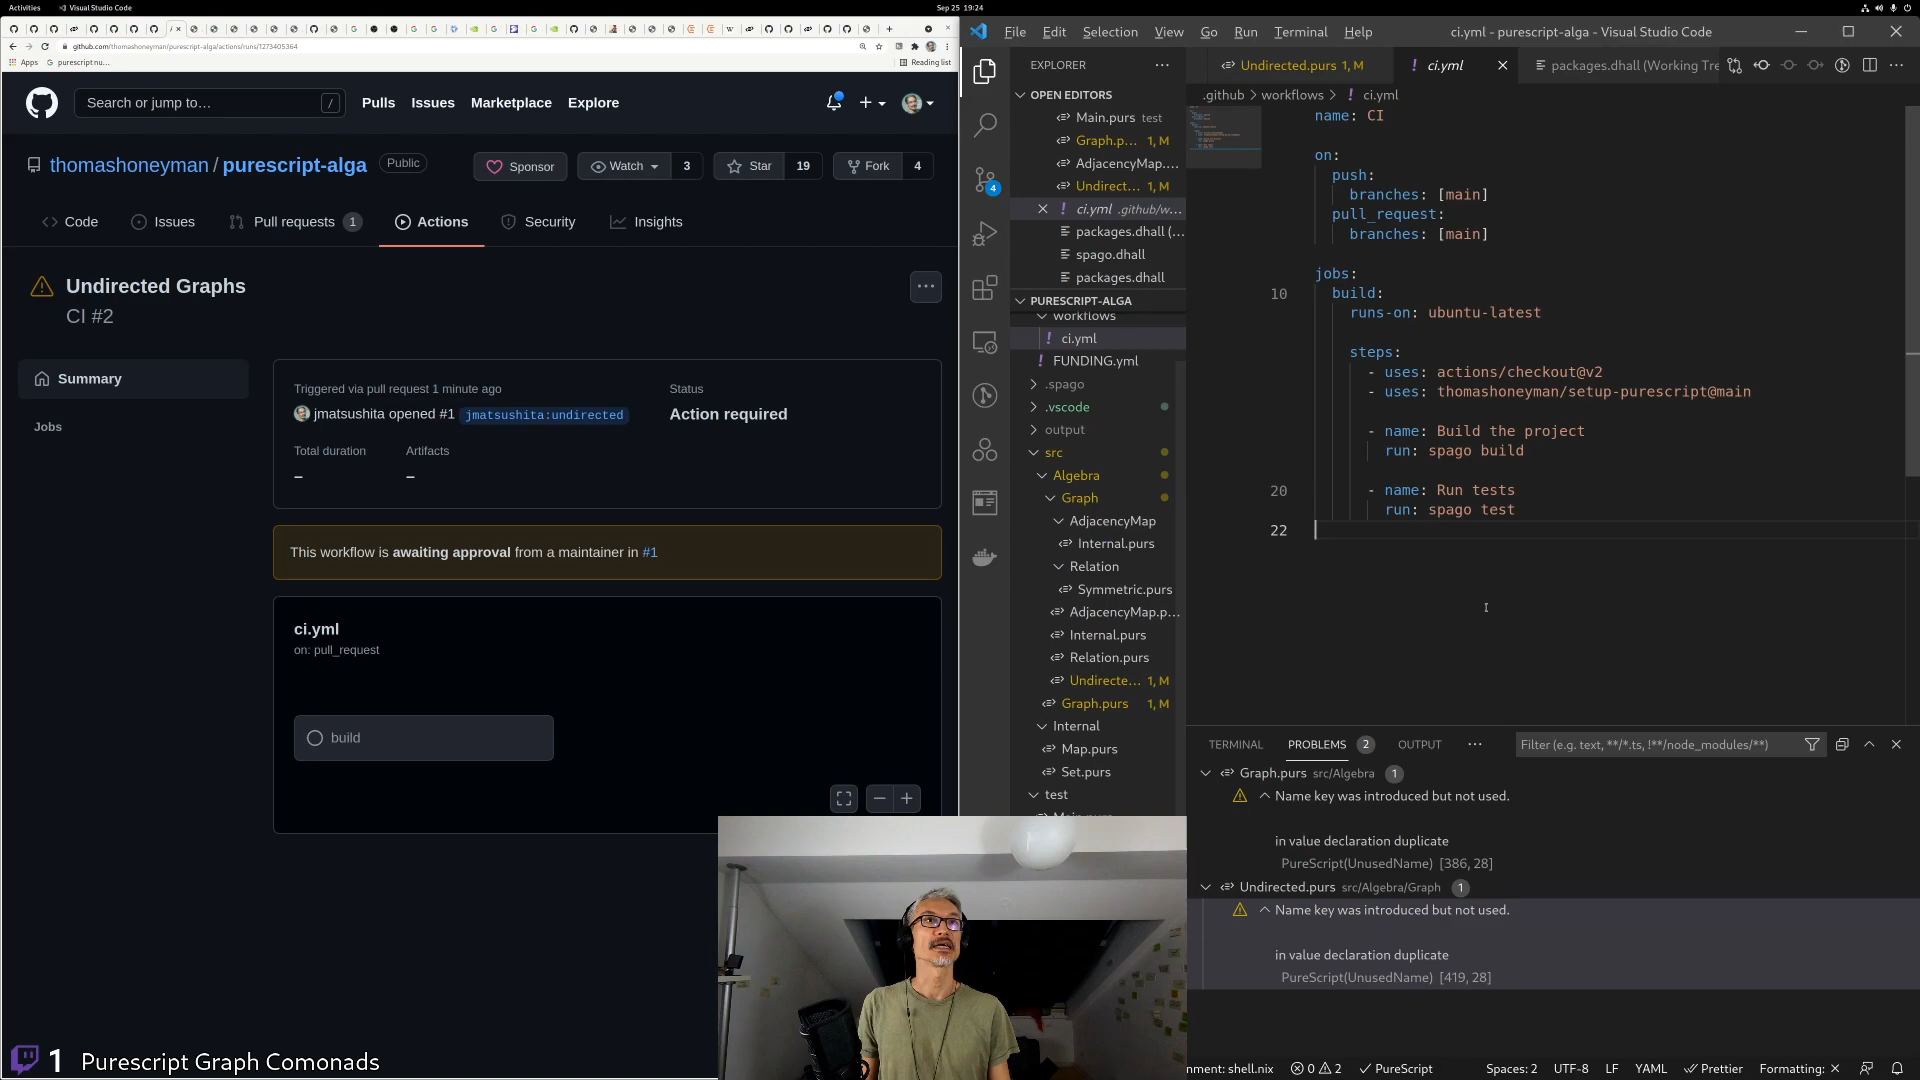 Activities
Visual Studio Code
Sep 25 19:24
github.com/thomashoneyman/purescript-alga/actions/runs/1273405364
Apps
purescript nu...
Reading list
Search or jump to...
/
Pulls
Issues
Marketplace
Explore
thomashoneyman / purescript-alga
Public
Sponsor
Watch
3
Star
19
Fork
4
Code
Issues
Pull requests
1
Actions
Security
Insights
Undirected Graphs
CI #2
Summary
Jobs
Triggered via pull request 1 minute ago
jmatsushita opened #1 jmatsushita:undirected
Status
Action required
Total duration
–
Artifacts
–
This workflow is awaiting approval from a maintainer in #1
ci.yml
on: pull_request
build
1 Purescript Graph Comonads
File
Edit
Selection
View
Go
Run
Terminal
Help
ci.yml - purescript-alga - Visual Studio Code
EXPLORER
4
OPEN EDITORS
Main.purs test
Graph.p... 1, M
AdjacencyMap....
Undirect... 1, M
ci.yml .github/w...
packages.dhall (...
spago.dhall
packages.dhall
PURESCRIPT-ALGA
workflows
ci.yml
FUNDING.yml
.spago
.vscode
output
src
Algebra
Graph
AdjacencyMap
Internal.purs
Relation
Symmetric.purs
AdjacencyMap.p...
Internal.purs
Relation.purs
Undirecte... 1, M
Graph.purs 1, M
Internal
Map.purs
Set.purs
test
Undirected.purs 1, M
ci.yml
packages.dhall (Working Tre
.github > workflows > ci.yml
name: CI
on:
push:
branches: [main]
pull_request:
branches: [main]
jobs:
10 build:
runs-on: ubuntu-latest
steps:
- uses: actions/checkout@v2
- uses: thomashoneyman/setup-purescript@main
- name: Build the project
run: spago build
20 - name: Run tests
run: spago test
22
TERMINAL
PROBLEMS 2
OUTPUT
Filter (e.g. text, **/*.ts, !**/node_modules/**)
Graph.purs src/Algebra 1
Name key was introduced but not used.
in value declaration duplicate
PureScript(UnusedName) [386, 28]
Undirected.purs src/Algebra/Graph 1
Name key was introduced but not used.
in value declaration duplicate
PureScript(UnusedName) [419, 28]
nment: shell.nix
0 2
PureScript
Spaces: 2
UTF-8
LF
YAML
Prettier
Formatting: